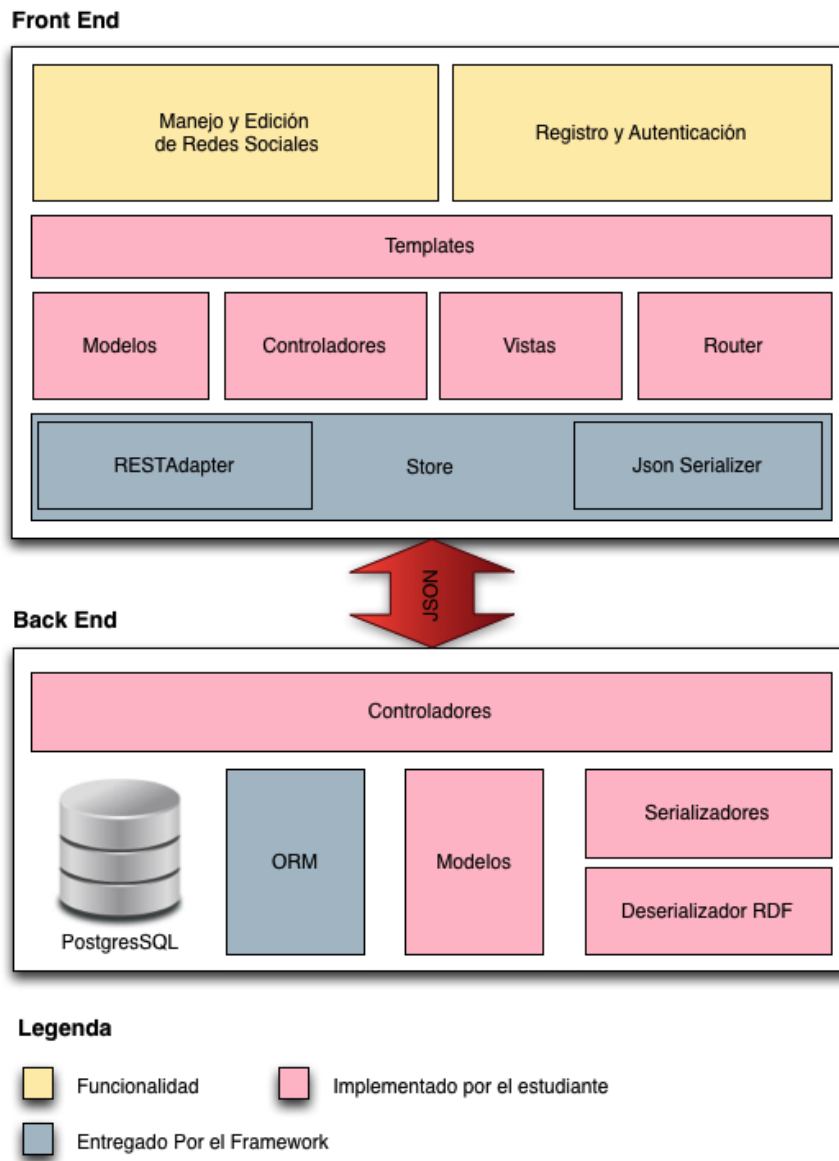 Front End
Manejo y Edición
de Redes Sociales
Registro y Autenticación
Templates
Modelos
Controladores
Vistas
Router
RESTAdapter
Store
Json Serializer
JSON
Back End
Controladores
PostgresSQL
ORM
Modelos
Serializadores
Deserializador RDF
Legenda
Funcionalidad
Implementado por el estudiante
Entregado Por el Framework